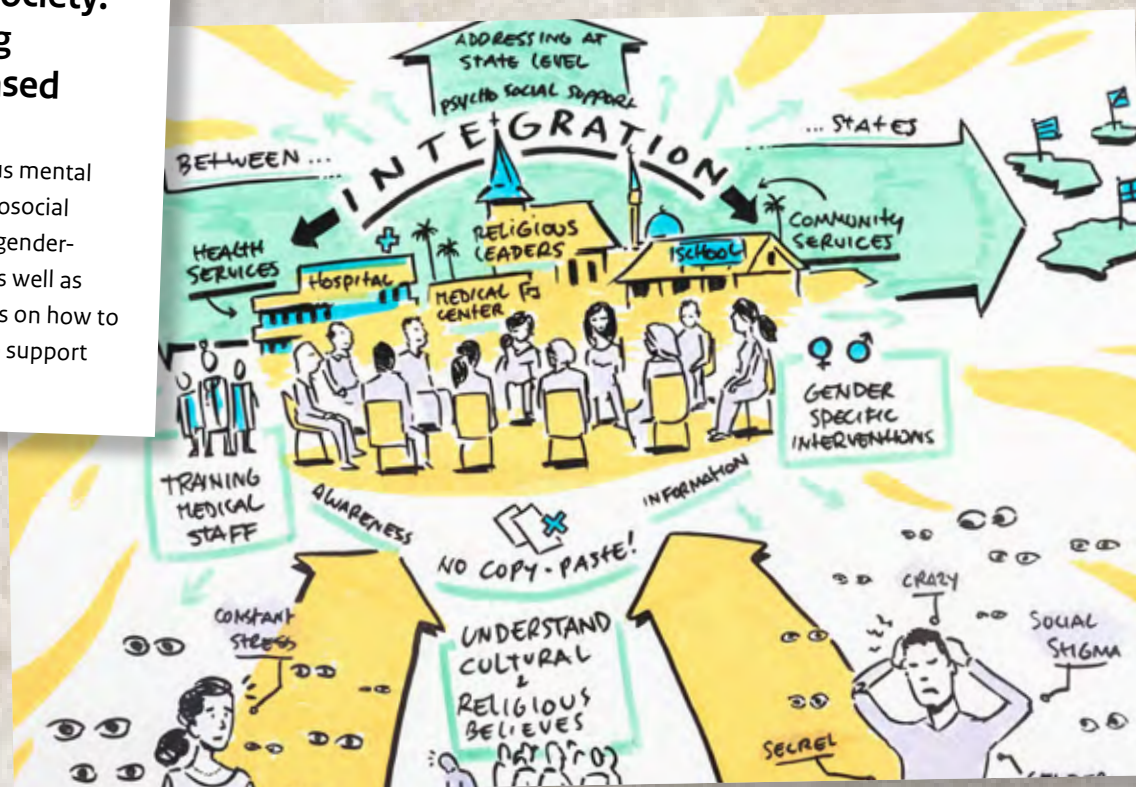 ociety:
g
sed
us mental
osocial
gender-
s well as
s on how to
support
ADDRESSING AT
STATE LEVEL
PSYCHO SOCIAL SUPPORT
INTEGRATION
BETWEEN ...
... STATES
HEALTH
SERVICES
Hospital
RELIGIOUS
LEADERS
MEDICAL
CENTER
SCHOOL
COMMUNITY
SERVICES
TRAINING
MEDICAL
STAFF
GENDER
SPECIFIC
INTERVENTIONS
AWARENESS
INFORMATION
NO COPY-PASTE!
CONSTANT
STRESS
UNDERSTAND
CULTURAL
&
RELIGIOUS
BELIEVES
CRAZY
SOCIAL
STIGMA